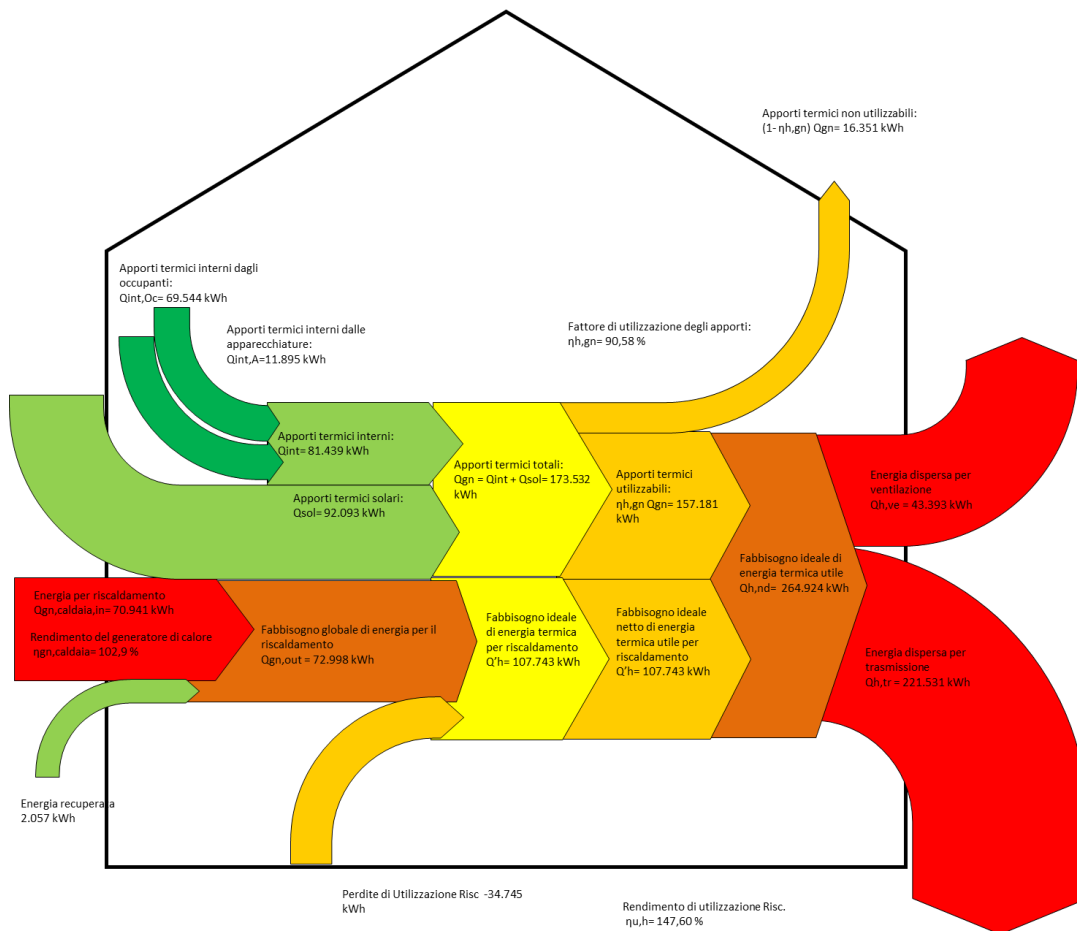 Apporti termici non utilizzabili:
(1- ηh,gn) Qgn= 16.351 kWh
Apporti termici interni dagli
occupanti:
Qint,Oc= 69.544 kWh
Apporti termici interni dalle
apparecchiature:
Qint,A=11.895 kWh
Fattore di utilizzazione degli apporti:
ηh,gn= 90,58 %
Apporti termici interni:
Qint= 81.439 kWh
Apporti termici solari:
Qsol= 92.093 kWh
Apporti termici totali:
Qgn = Qint + Qsol= 173.532
kWh
Apporti termici
utilizzabili:
ηh,gn Qgn= 157.181
kWh
Energia dispersa per
ventilazione
Qh,ve = 43.393 kWh
Fabbisogno ideale di
energia termica utile
Qh,nd= 264.924 kWh
Energia per riscaldamento
Qgn,caldaia,in= 70.941 kWh
Rendimento del generatore di calore
ηgn,caldaia= 102,9 %
Fabbisogno globale di energia per il
riscaldamento
Qgn,out = 72.998 kWh
Fabbisogno ideale
di energia termica
per riscaldamento
Q'h= 107.743 kWh
Fabbisogno ideale
netto di energia
termica utile per
riscaldamento
Q'h= 107.743 kWh
Energia dispersa per
trasmissione
Qh,tr = 221.531 kWh
Energia recuperata
2.057 kWh
Perdite di Utilizzazione Risc -34.745
kWh
Rendimento di utilizzazione Risc.
ηu,h= 147,60 %